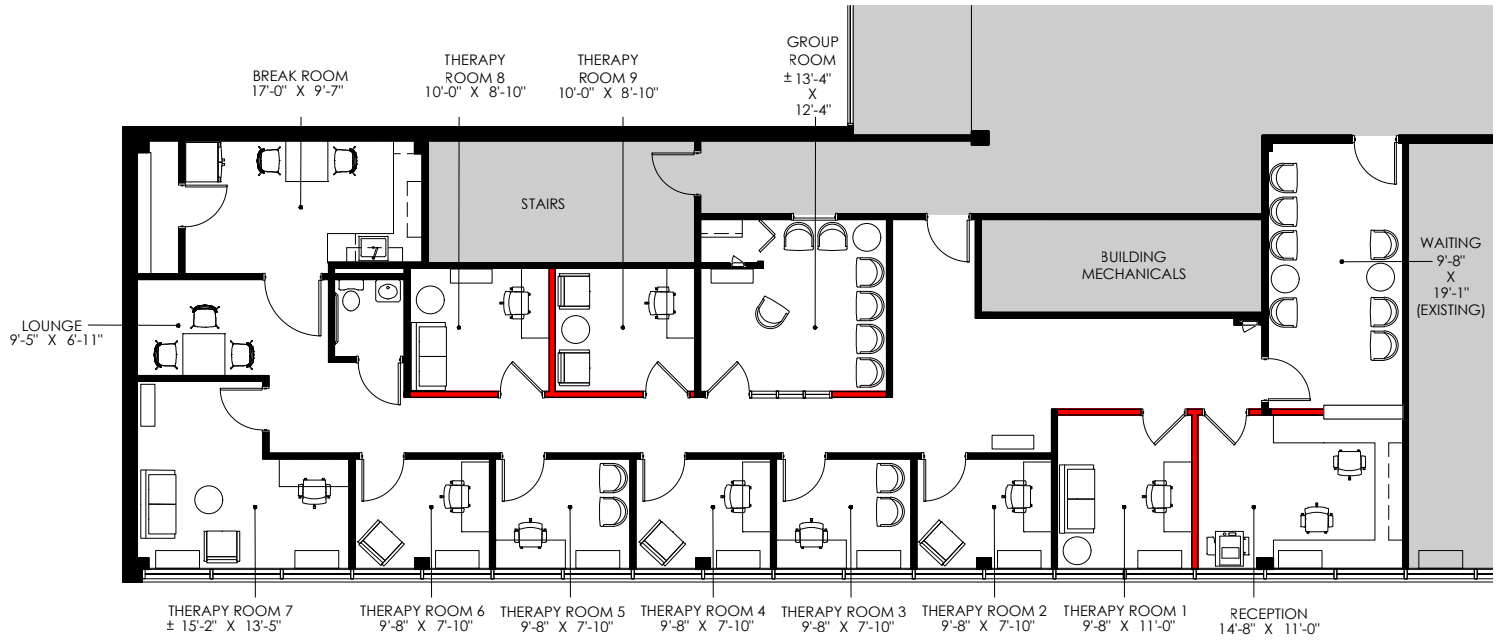 BREAK ROOM
17'-0" X 9'-7"
THERAPY
ROOM 8
10'-0" X 8'-10"
THERAPY
ROOM 9
10'-0" X 8'-10"
GROUP
ROOM
± 13'-4"
X
12'-4"
STAIRS
BUILDING
MECHANICALS
WAITING
9'-8"
X
19'-1"
(EXISTING)
LOUNGE
9'-5" X 6'-11"
THERAPY ROOM 7
± 15'-2" X 13'-5"
THERAPY ROOM 6
9'-8" X 7'-10"
THERAPY ROOM 5
9'-8" X 7'-10"
THERAPY ROOM 4
9'-8" X 7'-10"
THERAPY ROOM 3
9'-8" X 7'-10"
THERAPY ROOM 2
9'-8" X 7'-10"
THERAPY ROOM 1
9'-8" X 11'-0"
RECEPTION
14'-8" X 11'-0"